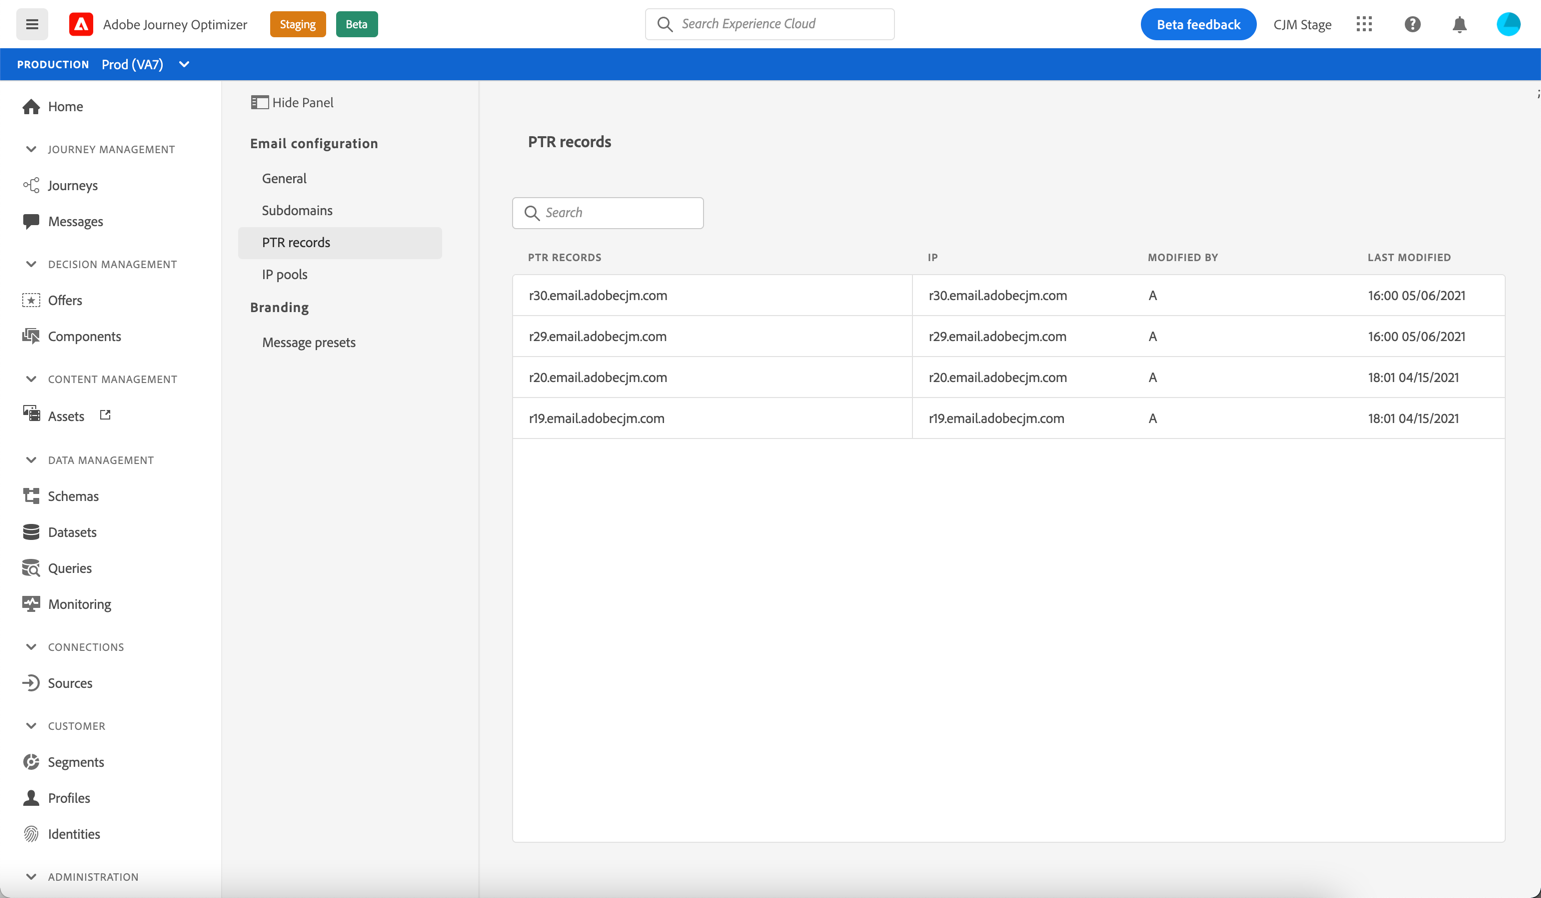 Adobe Journey Optimizer
Staging
Beta
Search Experience Cloud
Beta feedback
CJM Stage
PRODUCTION Prod (VA7)
Home
JOURNEY MANAGEMENT
Journeys
Messages
DECISION MANAGEMENT
Offers
Components
CONTENT MANAGEMENT
Assets
DATA MANAGEMENT
Schemas
Datasets
Queries
Monitoring
CONNECTIONS
Sources
CUSTOMER
Segments
Profiles
Identities
ADMINISTRATION
Hide Panel
Email configuration
General
Subdomains
PTR records
IP pools
Branding
Message presets
;
PTR records
Search
PTR RECORDS IP MODIFIED BY LAST MODIFIED
r30.email.adobecjm.com r30.email.adobecjm.com A 16:00 05/06/2021
r29.email.adobecjm.com r29.email.adobecjm.com A 16:00 05/06/2021
r20.email.adobecjm.com r20.email.adobecjm.com A 18:01 04/15/2021
r19.email.adobecjm.com r19.email.adobecjm.com A 18:01 04/15/2021